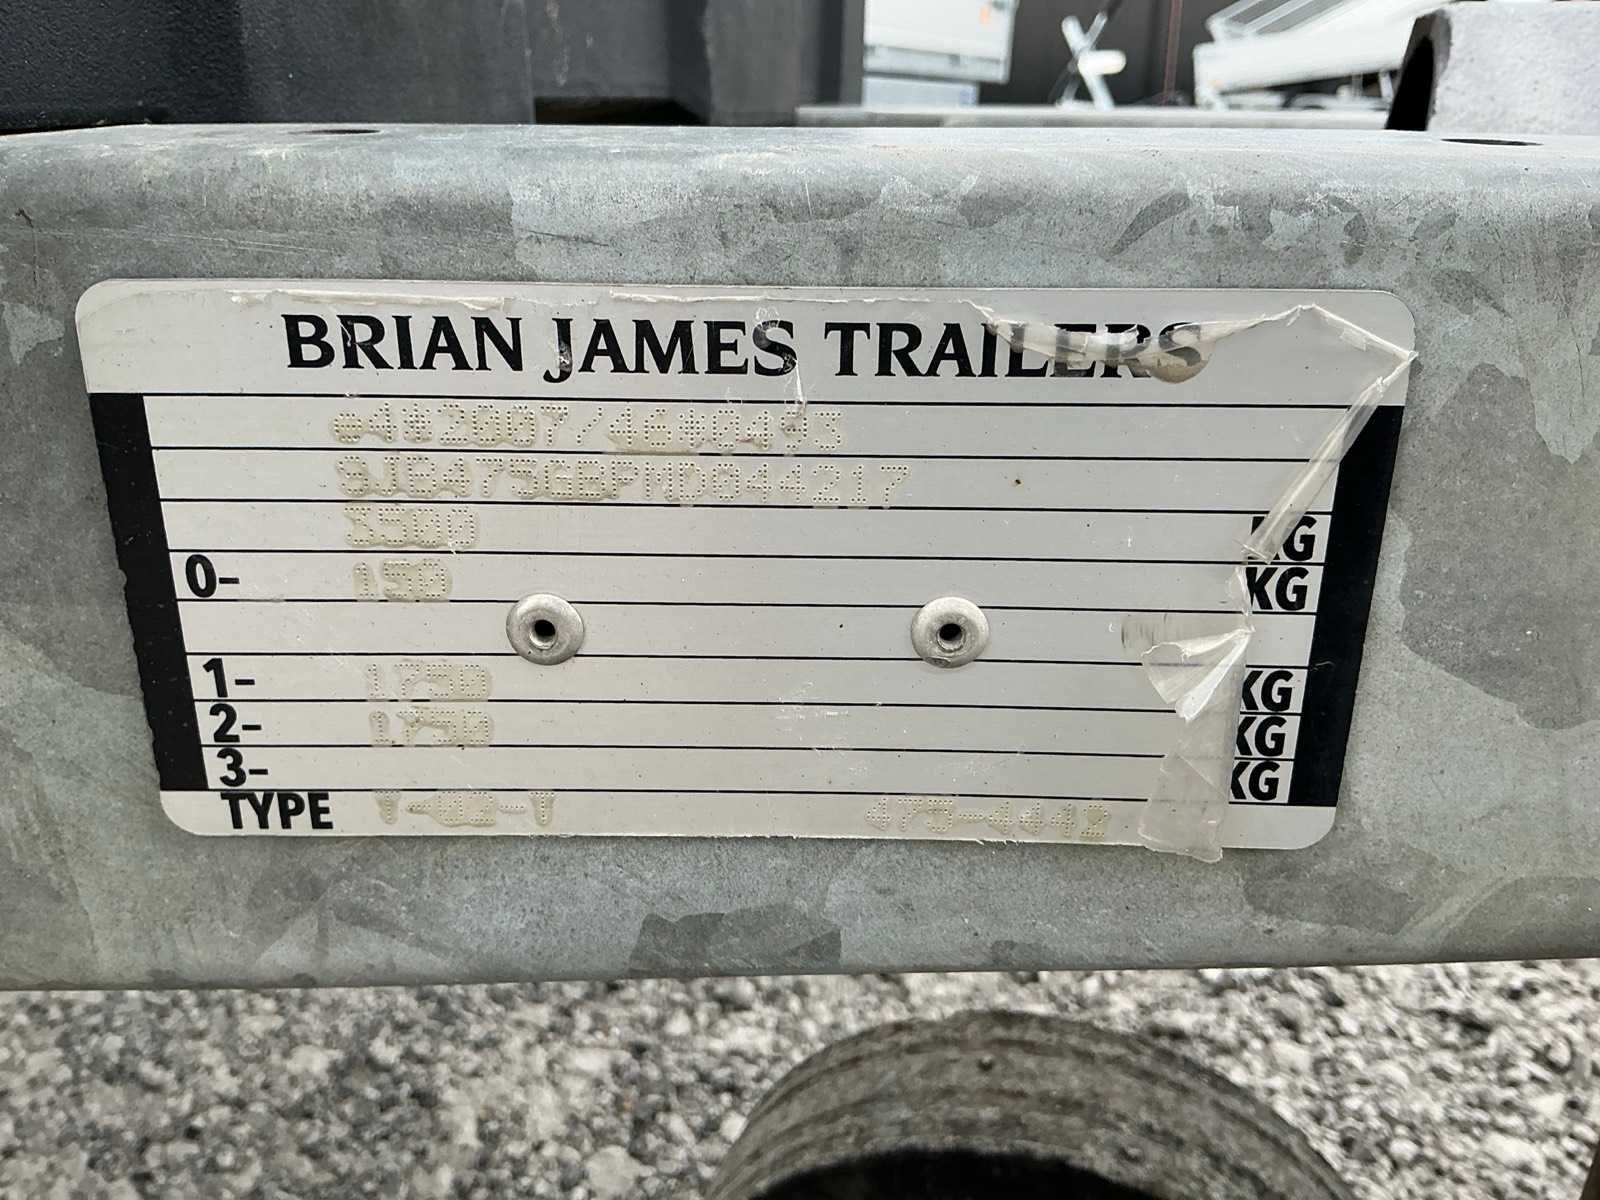 BRIAN JAMES TRAILERS
e4*2007/46*0493
SJB475GBPMD044217
3500 KG
0- 150 KG
1- 1750 KG
2- 1750 KG
3- KG
TYPE 475-4442